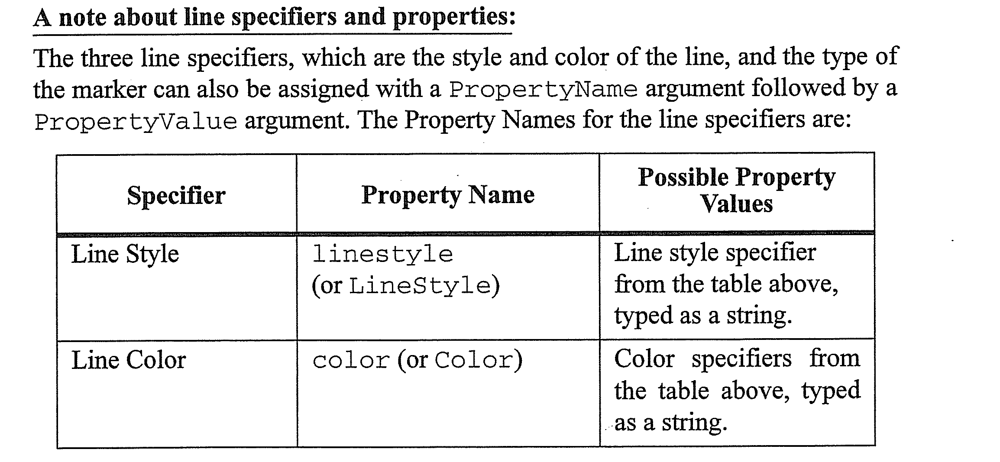 A note about line specifiers and properties:
The three line specifiers, which are the style and color of the line, and the type of
the marker can also be assigned with a PropertyName argument followed by a
PropertyValue argument. The Property Names for the line specifiers are:
Specifier
Property Name
Possible Property
Values
Line Style
linestyle
(or LineStyle)
Line style specifier
from the table above,
typed as a string.
Line Color
color (or Color)
Color specifiers from
the table above, typed
as a string.